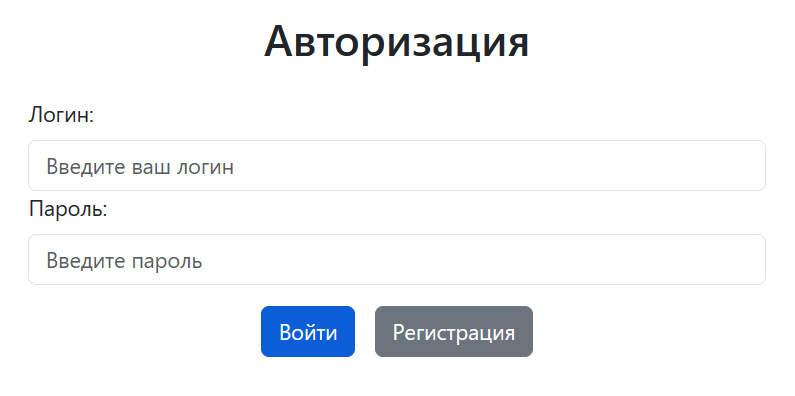 Авторизация
Логин:
Введите ваш логин
Пароль:
Введите пароль
Войти Регистрация